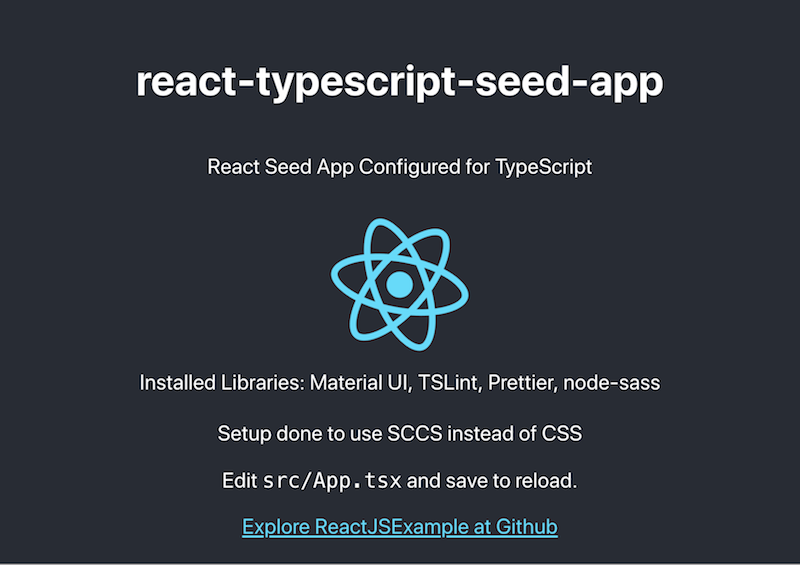 react-typescript-seed-app
React Seed App Configured for TypeScript
Installed Libraries: Material UI, TSLint, Prettier, node-sass
Setup done to use SCCS instead of CSS
Edit src/App.tsx and save to reload.
Explore ReactJSExample at Github